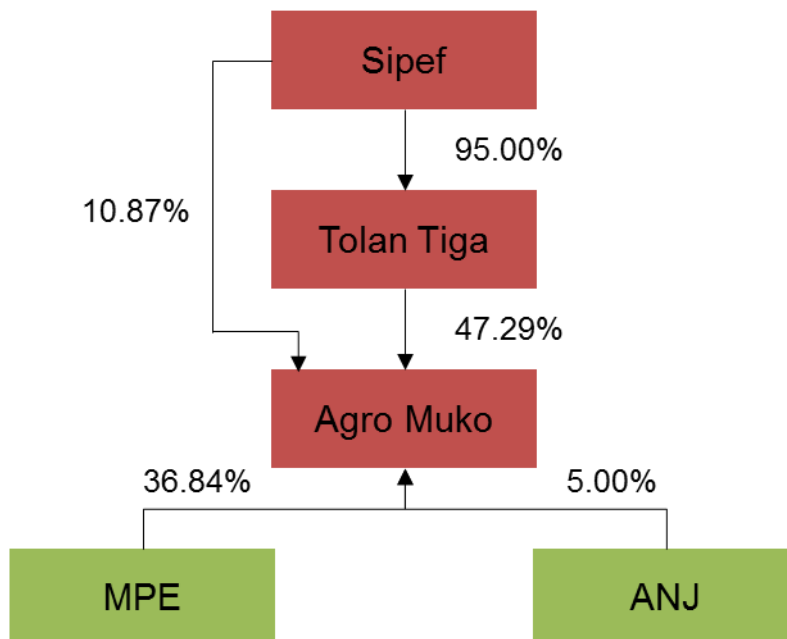 Sipef
95.00%
10.87%
Tolan Tiga
47.29%
Agro Muko
36.84%
5.00%
MPE
ANJ